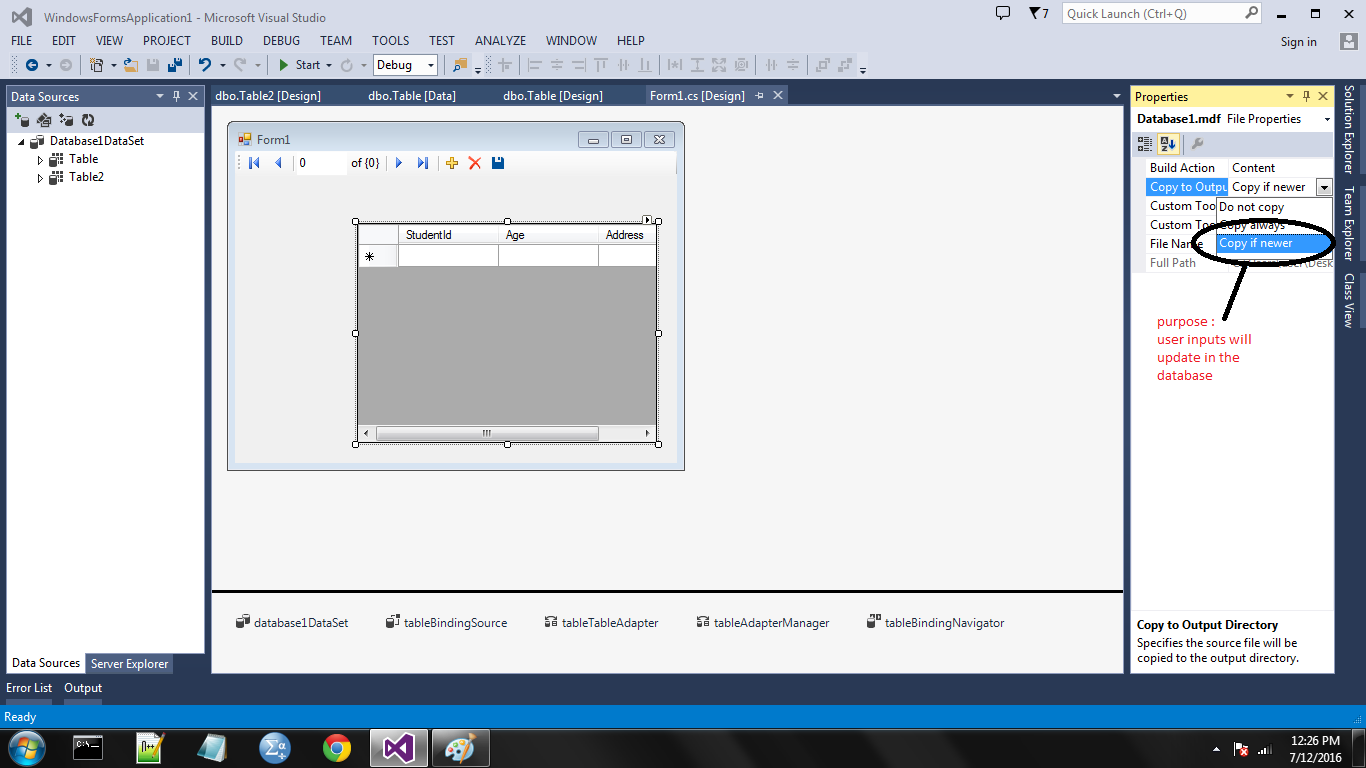 WindowsFormsApplication1 - Microsoft Visual Studio
7
Quick Launch (Ctrl+Q)
FILE EDIT VIEW PROJECT BUILD DEBUG TEAM TOOLS TEST ANALYZE WINDOW HELP
Sign in
Start
Debug
Data Sources
Database1DataSet
Table
Table2
dbo.Table2 [Design] dbo.Table [Data] dbo.Table [Design] Form1.cs [Design]
Form1
0 of {0}
StudentId Age Address
database1DataSet tableBindingSource tableTableAdapter tableAdapterManager tableBindingNavigator
Properties
Database1.mdf File Properties
Build Action Content
Copy to Outpu Copy if newer
Custom Too Do not copy
Custom Too Copy always
File Name Copy if newer
Full Path
purpose :
user inputs will
update in the
database
Copy to Output Directory
Specifies the source file will be
copied to the output directory.
Solution Explorer
Team Explorer
Class View
Data Sources Server Explorer
Error List Output
Ready
C:\
N++
12:26 PM
7/12/2016